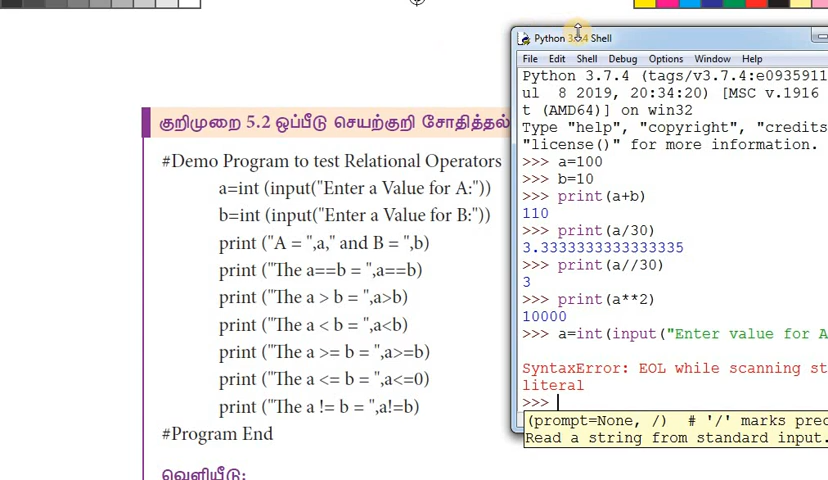 குறிமுறை 5.2 ஒப்பீடு செயற்குறி சோதித்தல்
#Demo Program to test Relational Operators
a=int (input("Enter a Value for A:"))
b=int (input("Enter a Value for B:"))
print ("A = ",a," and B = ",b)
print ("The a==b = ",a==b)
print ("The a > b = ",a>b)
print ("The a < b = ",a<b)
print ("The a >= b = ",a>=b)
print ("The a <= b = ",a<=0)
print ("The a != b = ",a!=b)
#Program End
வெளியீடு:
Python 3.7.4 Shell
File Edit Shell Debug Options Window Help
Python 3.7.4 (tags/v3.7.4:e0935911
ul 8 2019, 20:34:20) [MSC v.1916
t (AMD64)] on win32
Type "help", "copyright", "credits
"license()" for more information.
>>> a=100
>>> b=10
>>> print(a+b)
110
>>> print(a/30)
3.3333333333333335
>>> print(a//30)
3
>>> print(a**2)
10000
>>> a=int(input("Enter value for A
SyntaxError: EOL while scanning st
literal
>>>
(prompt=None, /) # '/' marks prec
Read a string from standard input.